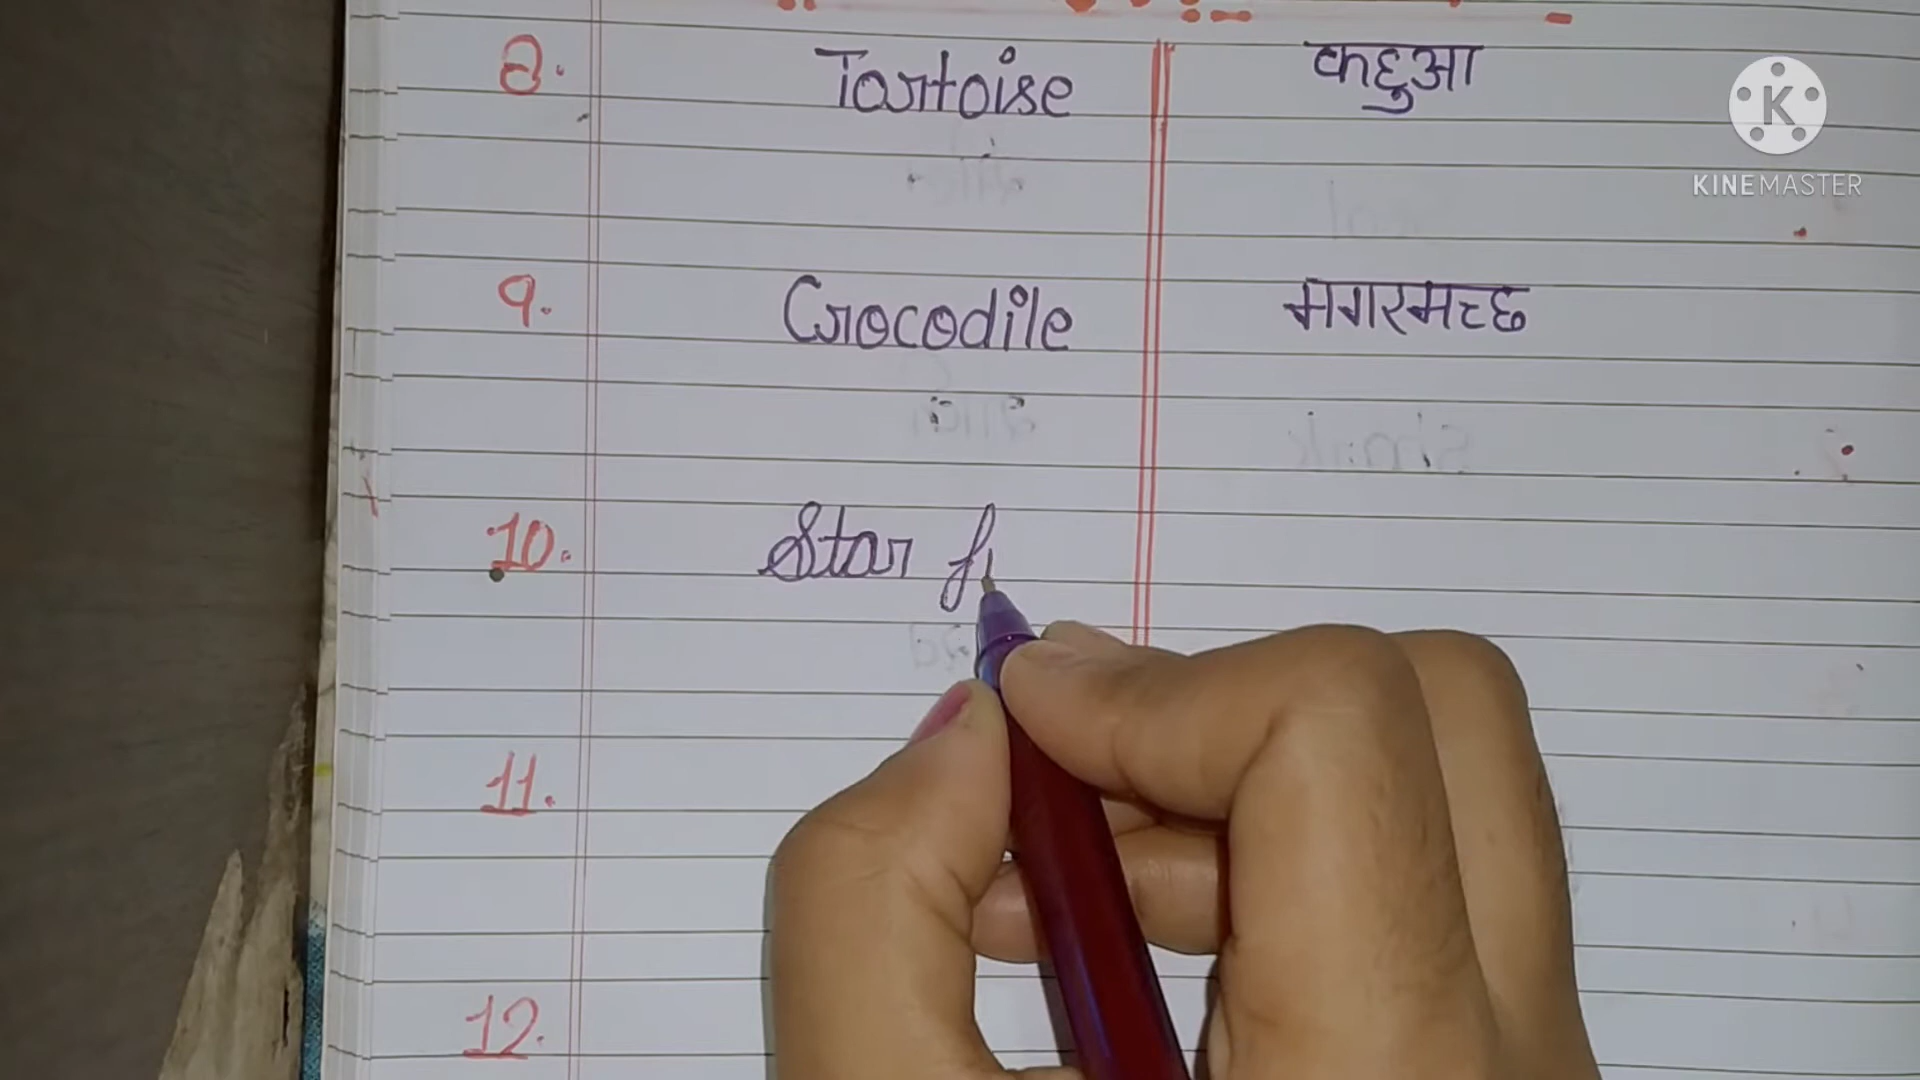 8. Tortoise कछुआ
K
KINEMASTER
9. Crocodile मगरमच्छ
10. Star fi
11.
12.